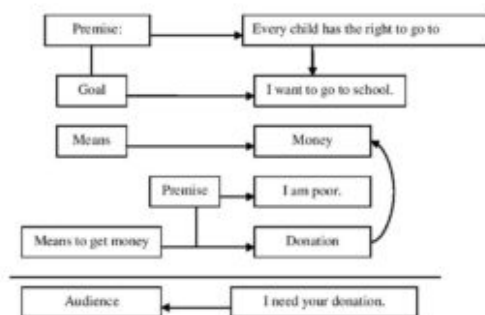 Premise: Every child has the right to go to
Goal I want to go to school.
Means Money
Premise I am poor.
Means to get money Donation
Audience I need your donation.